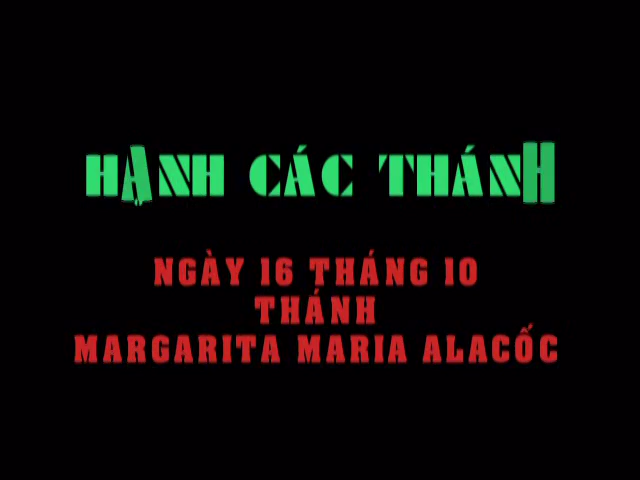 HẠNH CÁC THÁNH
NGÀY 16 THÁNG 10
THÁNH
MARGARITA MARIA ALACỐC